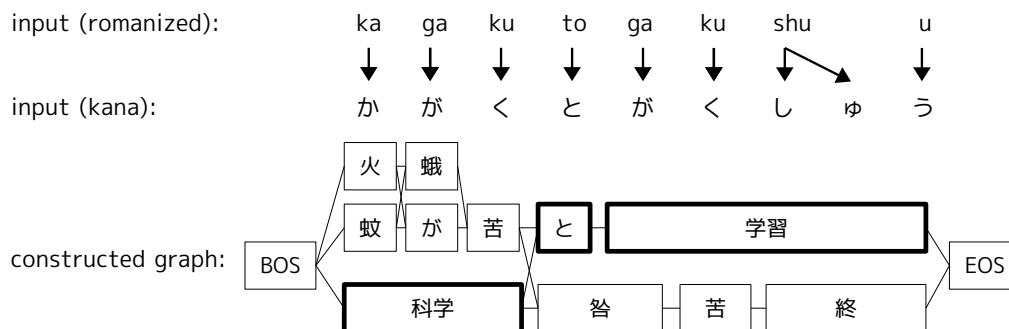 input (romanized): ka ga ku to ga ku shu u
input (kana): か が く と が く し ゅ う
火 蛾
蚊 が 苦 と 学習
constructed graph: BOS EOS
科学 咎 苦 終